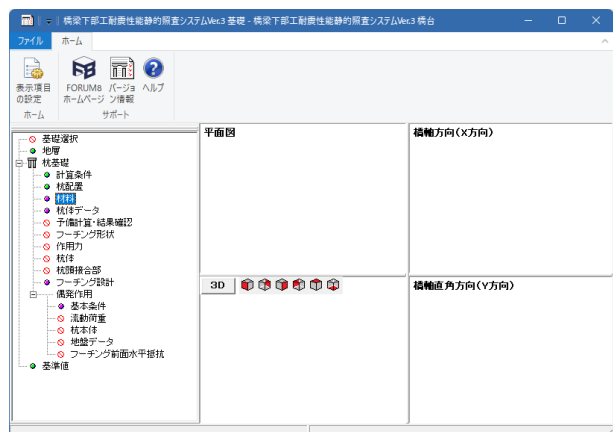 橋梁下部工耐震性能静的照査システムVer.3 基礎 - 橋梁下部工耐震性能静的照査システムVer.3 橋台
ファイル ホーム
表示項目の設定
FORUM8 ホームページ
バージョン情報
ヘルプ
ホーム
サポート
基礎選択
地層
杭基礎
計算条件
杭配置
材料
杭体データ
予備計算・結果確認
フーチング形状
作用力
杭体
杭頭接合部
フーチング設計
偶発作用
基本条件
流動荷重
杭本体
地盤データ
フーチング前面水平抵抗
基準値
平面図
橋軸方向(X方向)
3D
橋軸直角方向(Y方向)